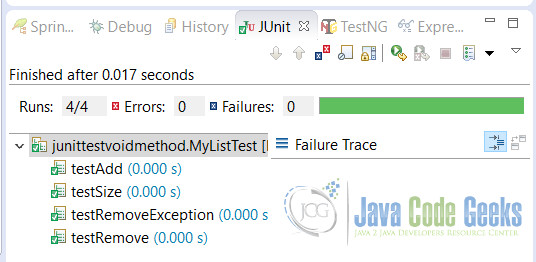 Sprin... Debug History JUnit TestNG Expre...
Finished after 0.017 seconds
Runs: 4/4 Errors: 0 Failures: 0
junittestvoidmethod.MyListTest [
Failure Trace
testAdd (0.000 s)
testSize (0.000 s)
testRemoveException (0.000 s
testRemove (0.000 s)
JCG
Java Code Geeks
JAVA 2 JAVA DEVELOPERS RESOURCE CENTER